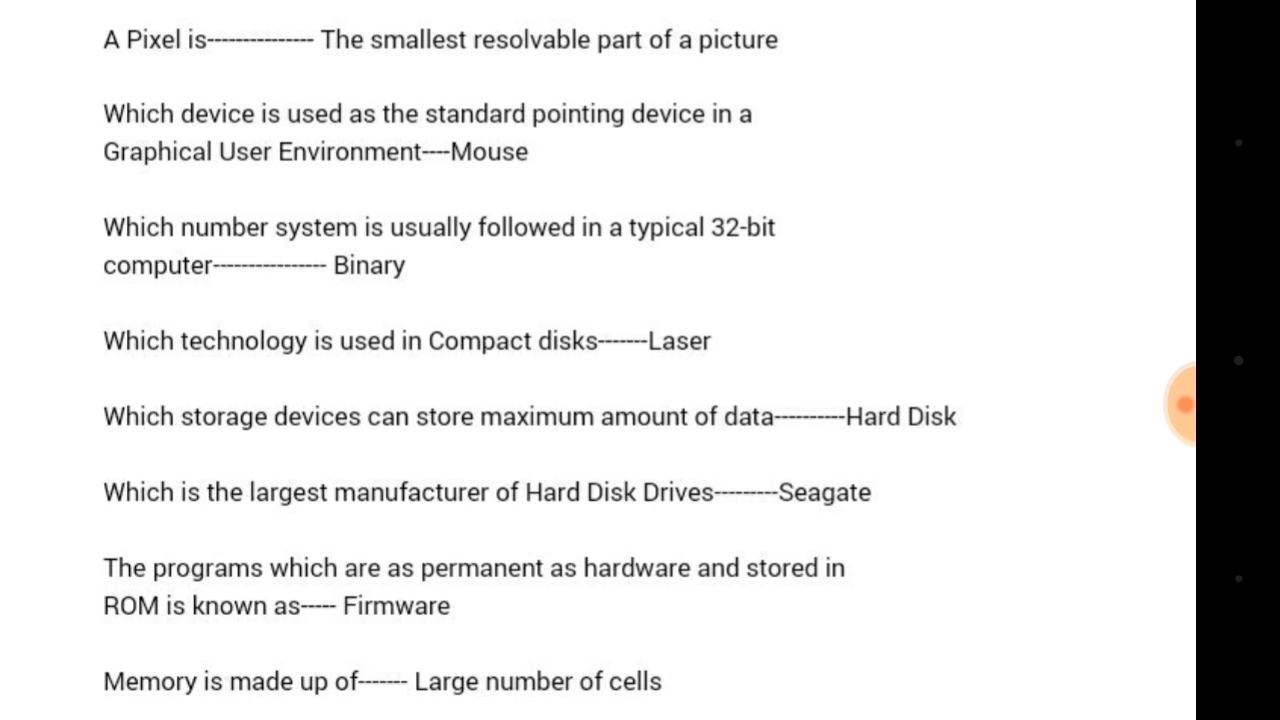 A Pixel is--------------- The smallest resolvable part of a picture
Which device is used as the standard pointing device in a
Graphical User Environment----Mouse
Which number system is usually followed in a typical 32-bit
computer---------------- Binary
Which technology is used in Compact disks-------Laser
Which storage devices can store maximum amount of data----------Hard Disk
Which is the largest manufacturer of Hard Disk Drives---------Seagate
The programs which are as permanent as hardware and stored in
ROM is known as----- Firmware
Memory is made up of------- Large number of cells